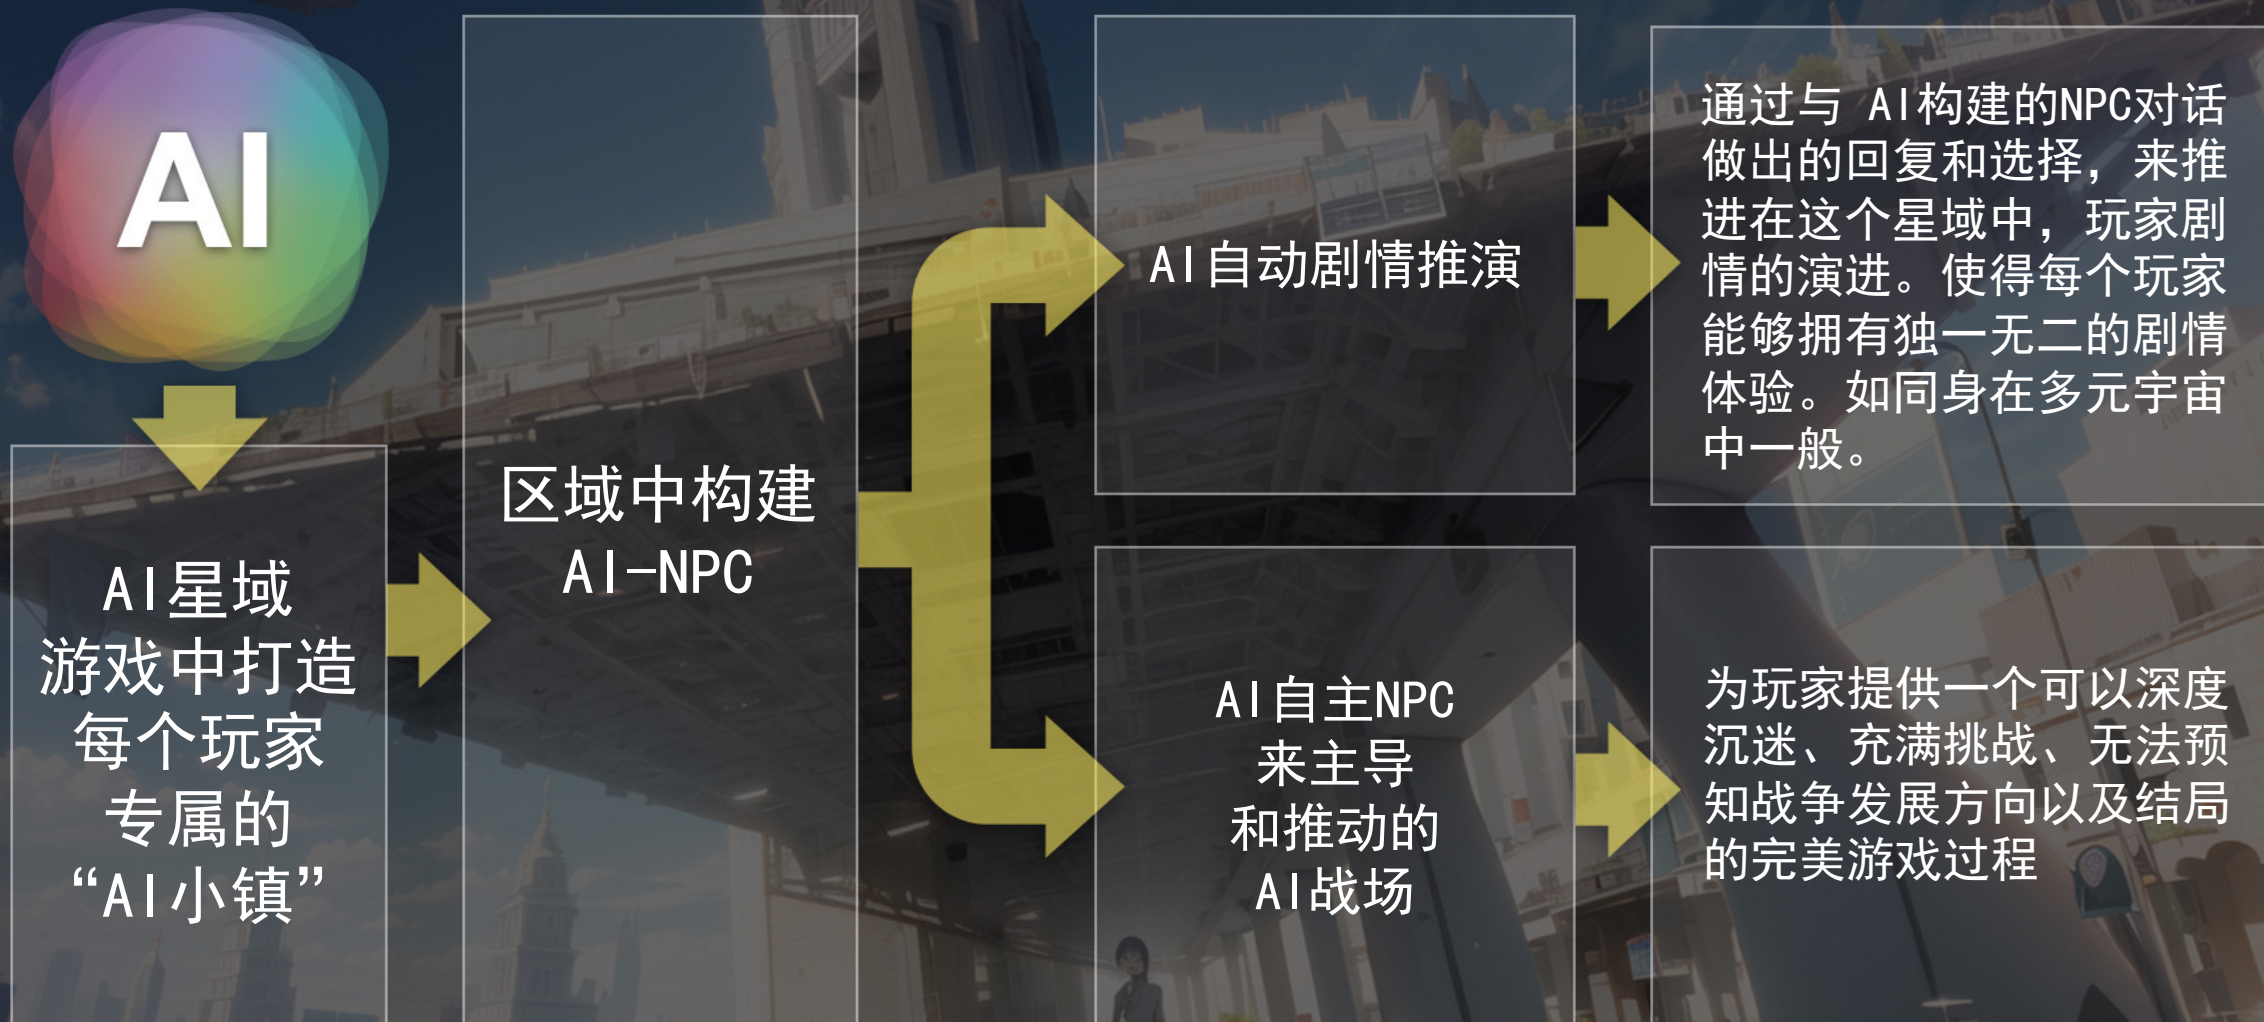 AI
AI星域
游戏中打造
每个玩家
专属的
“AI小镇”
区域中构建
AI-NPC
AI自动剧情推演
通过与 AI构建的NPC对话
做出的回复和选择，来推
进在这个星域中，玩家剧
情的演进。使得每个玩家
能够拥有独一无二的剧情
体验。如同身在多元宇宙
中一般。
AI自主NPC
来主导
和推动的
AI战场
为玩家提供一个可以深度
沉迷、充满挑战、无法预
知战争发展方向以及结局
的完美游戏过程